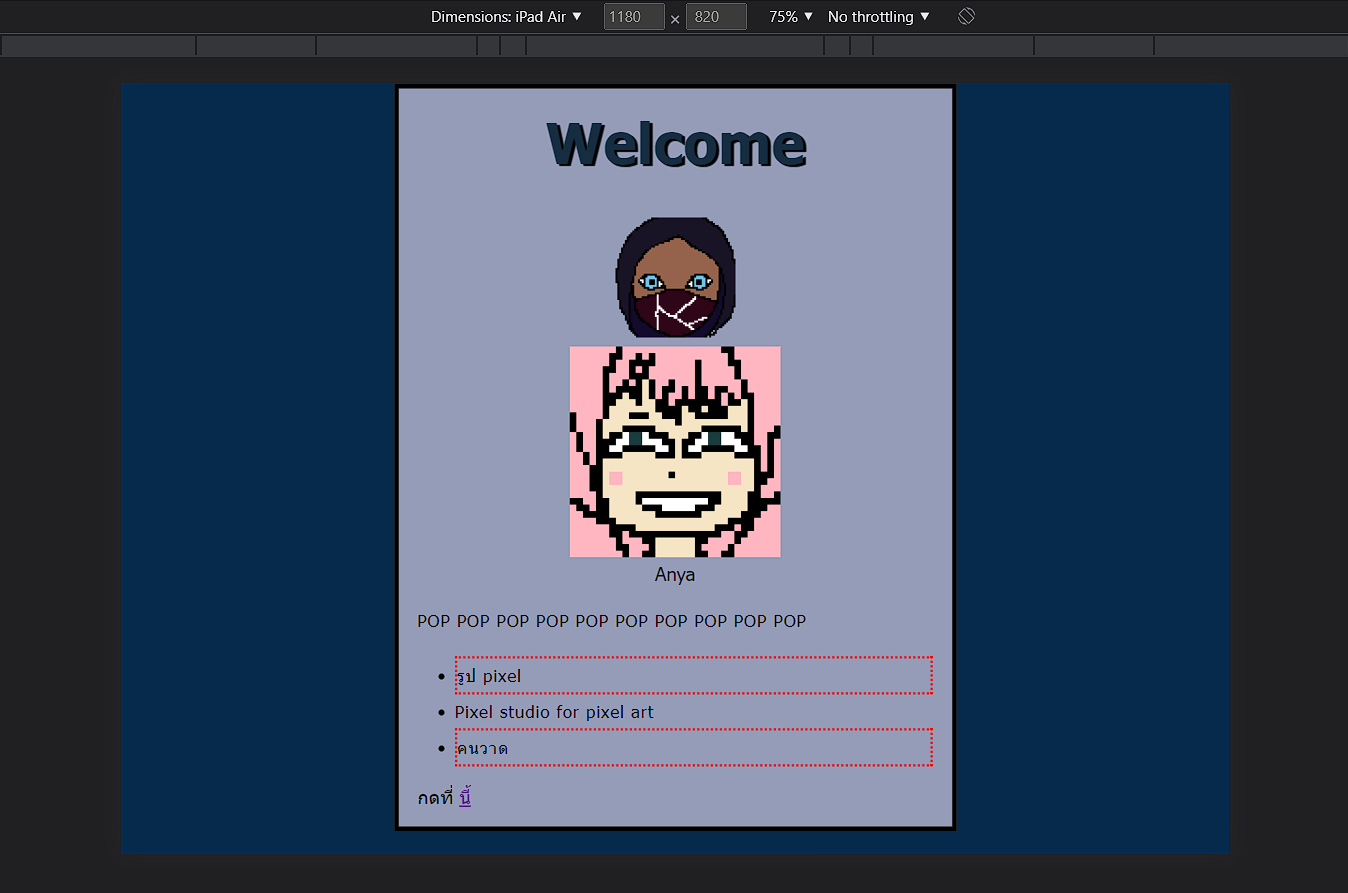 Dimensions: iPad Air ▼ 1180 × 820 75% ▼ No throttling ▼
Welcome
Anya
POP POP POP POP POP POP POP POP POP POP
• รูป pixel
• Pixel studio for pixel art
• คนวาด
กดที่ นี้